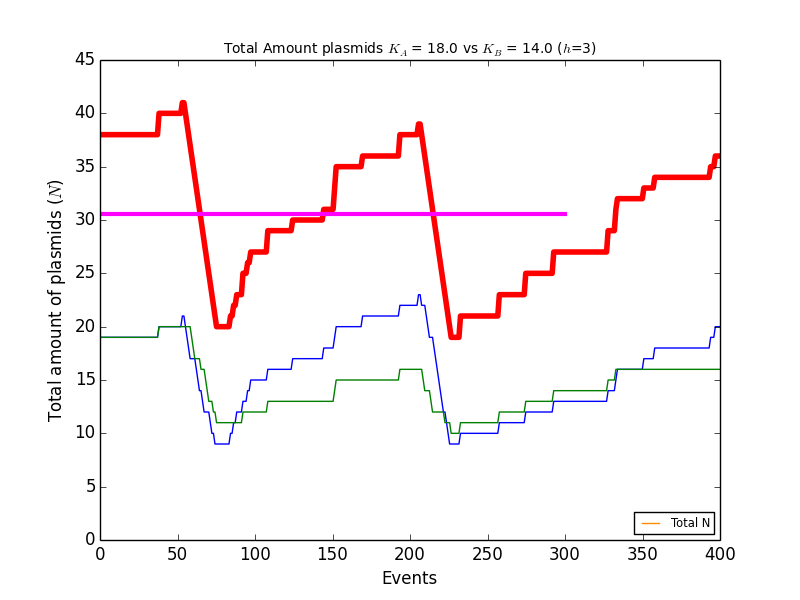 Total Amount plasmids K_A = 18.0 vs K_B = 14.0 (h=3)
Total amount of plasmids (N)
45
40
35
30
25
20
15
10
5
0
0 50 100 150 200 250 300 350 400
Events
Total N